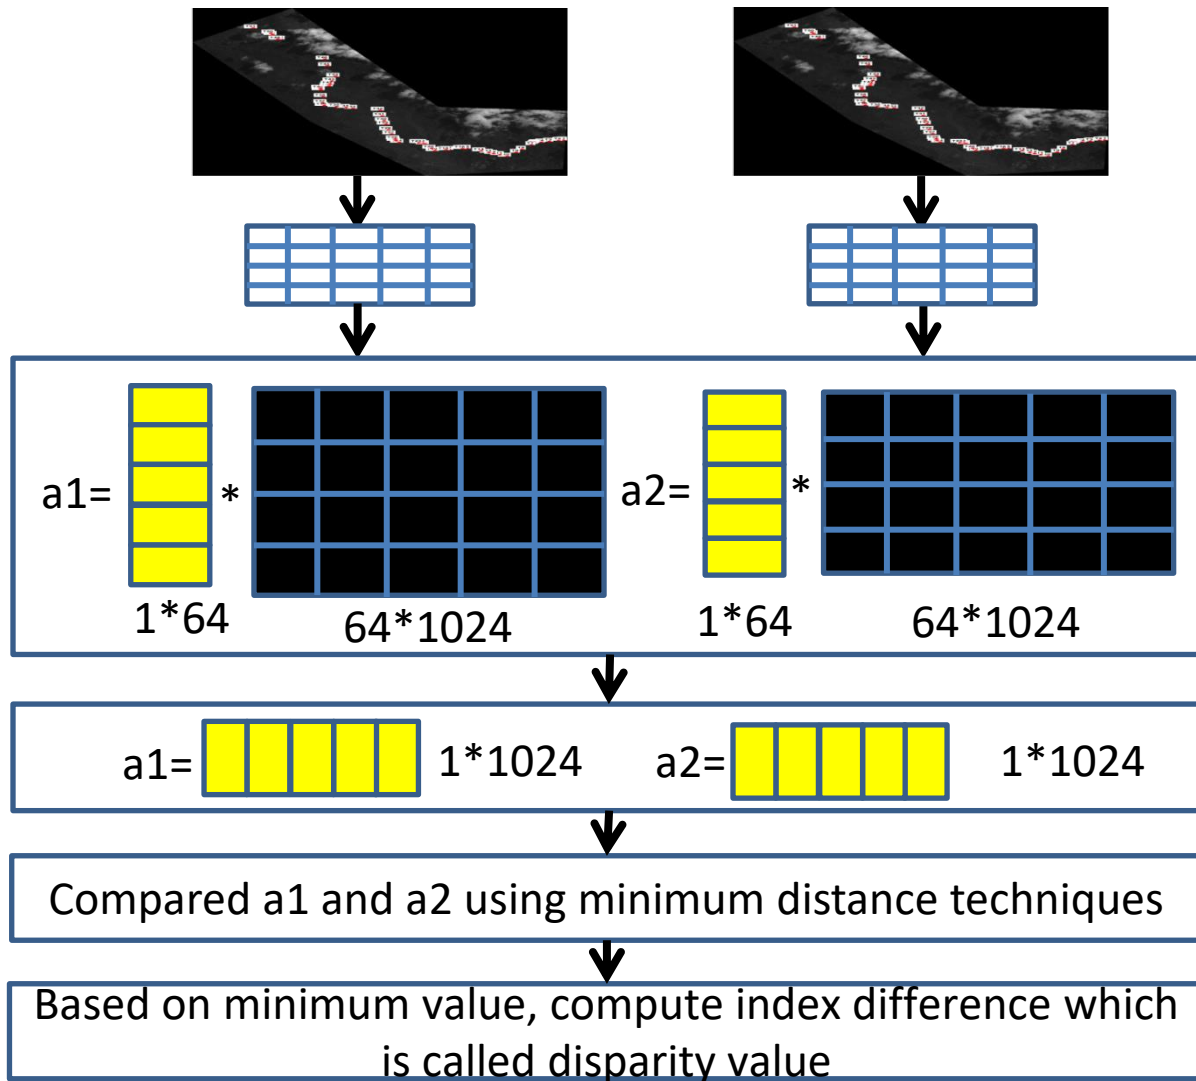 a1=
*
a2=
*
1*64
64*1024
1*64
64*1024
a1=
1*1024
a2=
1*1024
Compared a1 and a2 using minimum distance techniques
Based on minimum value, compute index difference which
is called disparity value